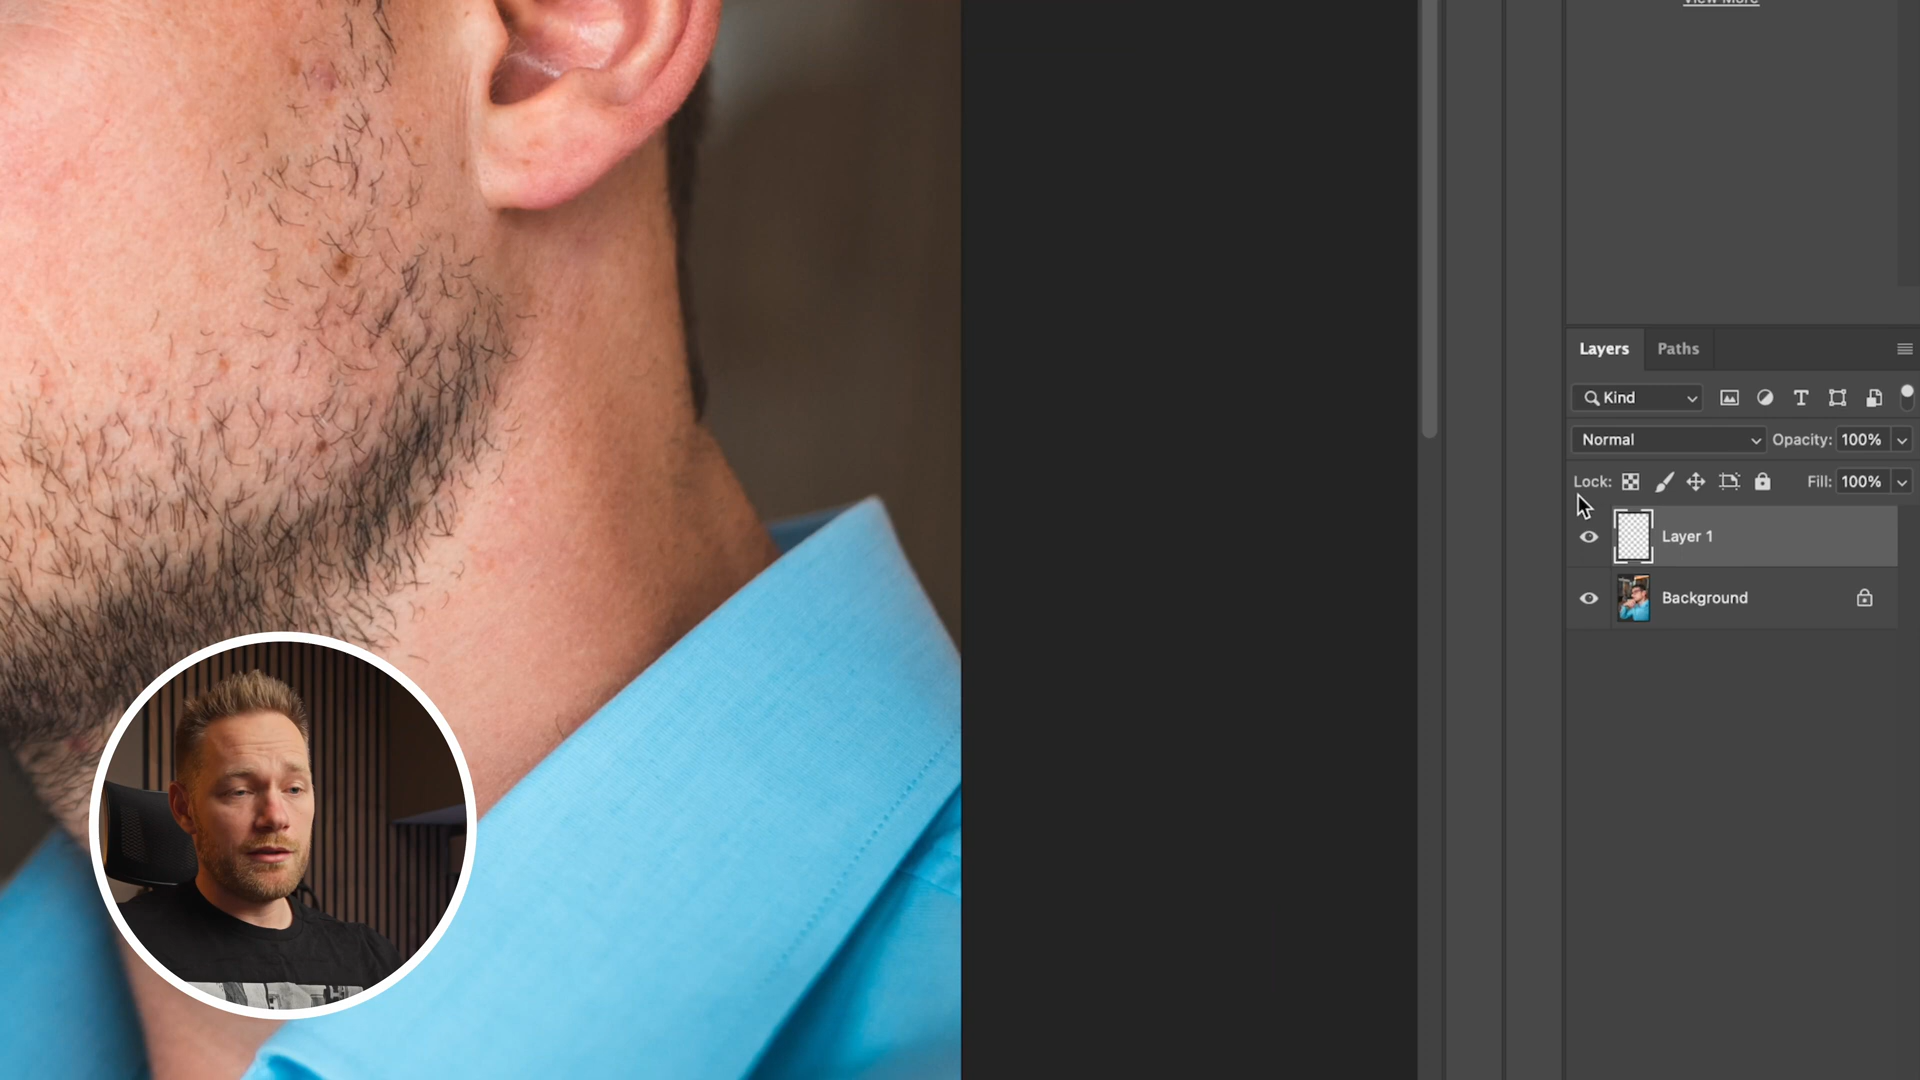 View More
Layers Paths
Kind
Normal Opacity: 100%
Lock: Fill: 100%
Layer 1
Background